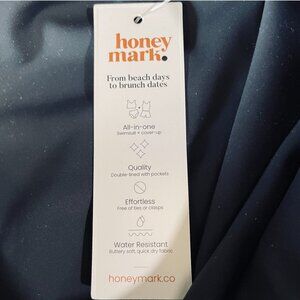 honey
mark.
From beach days
to brunch dates
All-in-one
Swimsuit + cover-up
Quality
Double-lined with pockets
Effortless
Free of ties or clasps
Water Resistant
Buttery soft, quick dry fabric
honeymark.co